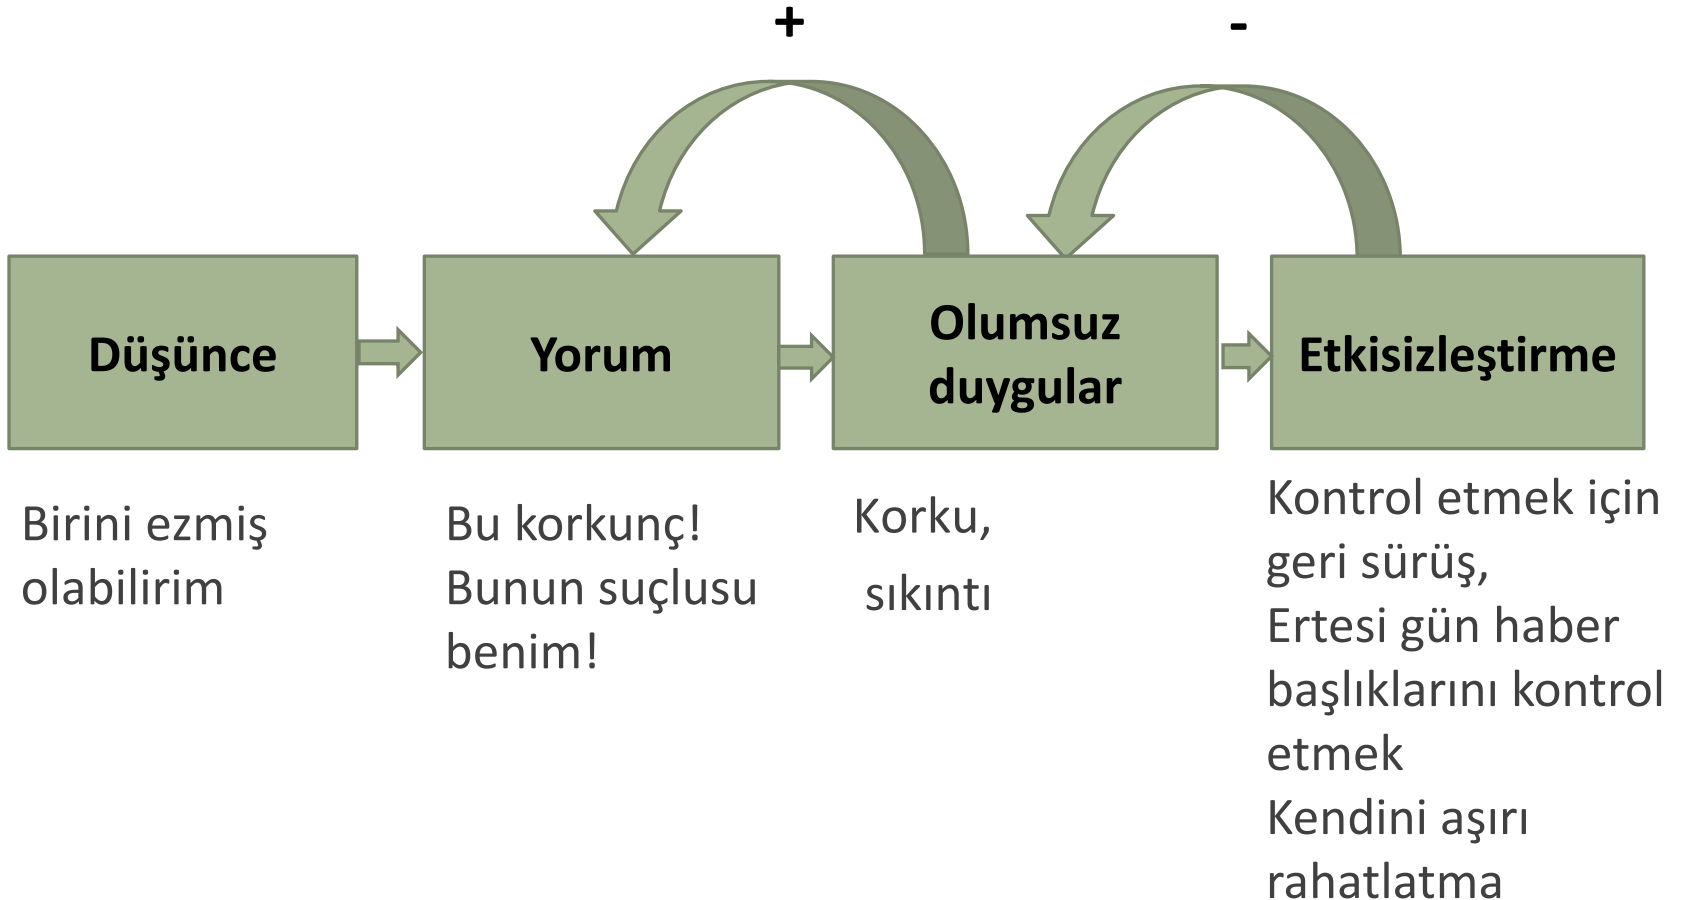 +
-
Düşünce
Yorum
Olumsuz
duygular
Etkisizleştirme
Birini ezmiş
olabilirim
Bu korkunç!
Bunun suçlusu
benim!
Korku,
sıkıntı
Kontrol etmek için
geri sürüş,
Ertesi gün haber
başlıklarını kontrol
etmek
Kendini aşırı
rahatlatma